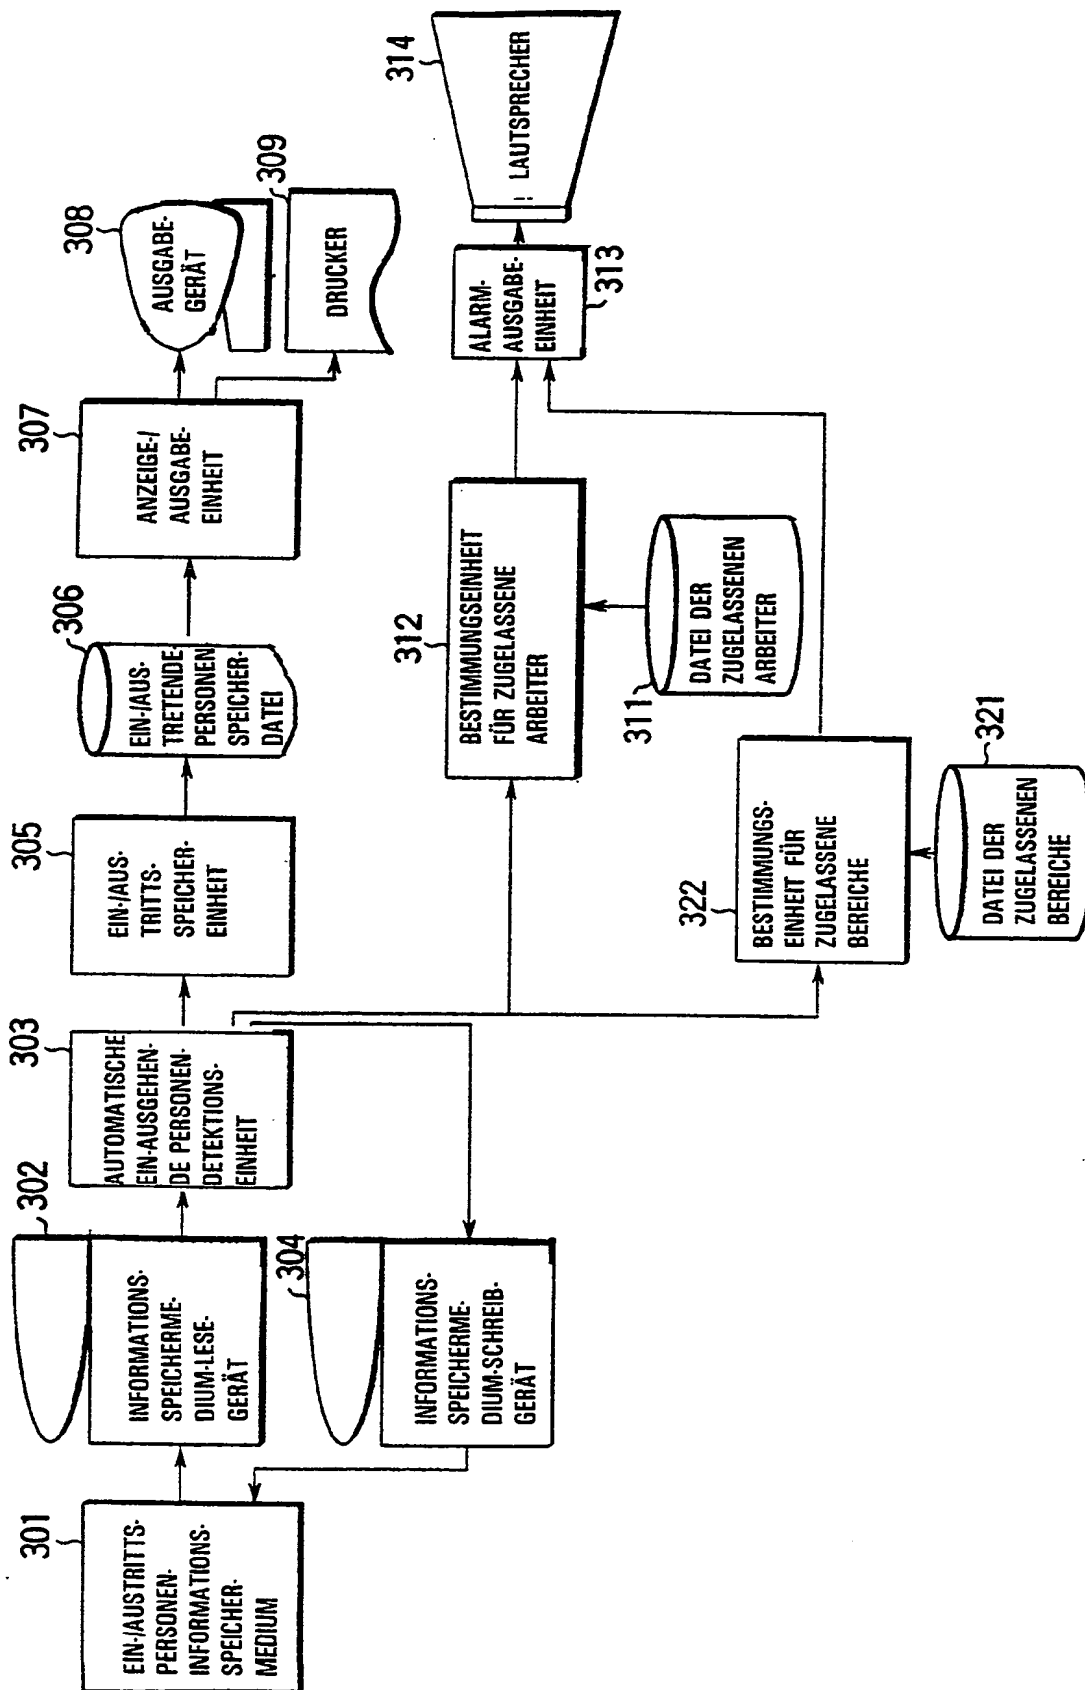 301
EIN-/AUSTRITTS-
PERSONEN-
INFORMATIONS-
SPEICHER-
MEDIUM
302
INFORMATIONS-
SPEICHERME-
DIUM-LESE-
GERÄT
304
INFORMATIONS-
SPEICHERME-
DIUM-SCHREIB-
GERÄT
303
AUTOMATISCHE
EIN-AUSGEHEN-
DE PERSONEN-
DETEKTIONS-
EINHEIT
305
EIN-/AUS-
TRITTS-
SPEICHER-
EINHEIT
306
EIN-/AUS-
TRETENDE-
PERSONEN
SPEICHER-
DATEI
307
ANZEIGE-/
AUSGABE-
EINHEIT
308
AUSGABE-
GERÄT
309
DRUCKER
312
BESTIMMUNGSEINHEIT
FÜR ZUGELASSENE
ARBEITER
311
DATEI DER
ZUGELASSENEN
ARBEITER
322
BESTIMMUNGS-
EINHEIT FÜR
ZUGELASSENE
BEREICHE
321
DATEI DER
ZUGELASSENEN
BEREICHE
313
ALARM-
AUSGABE-
EINHEIT
314
LAUTSPRECHER